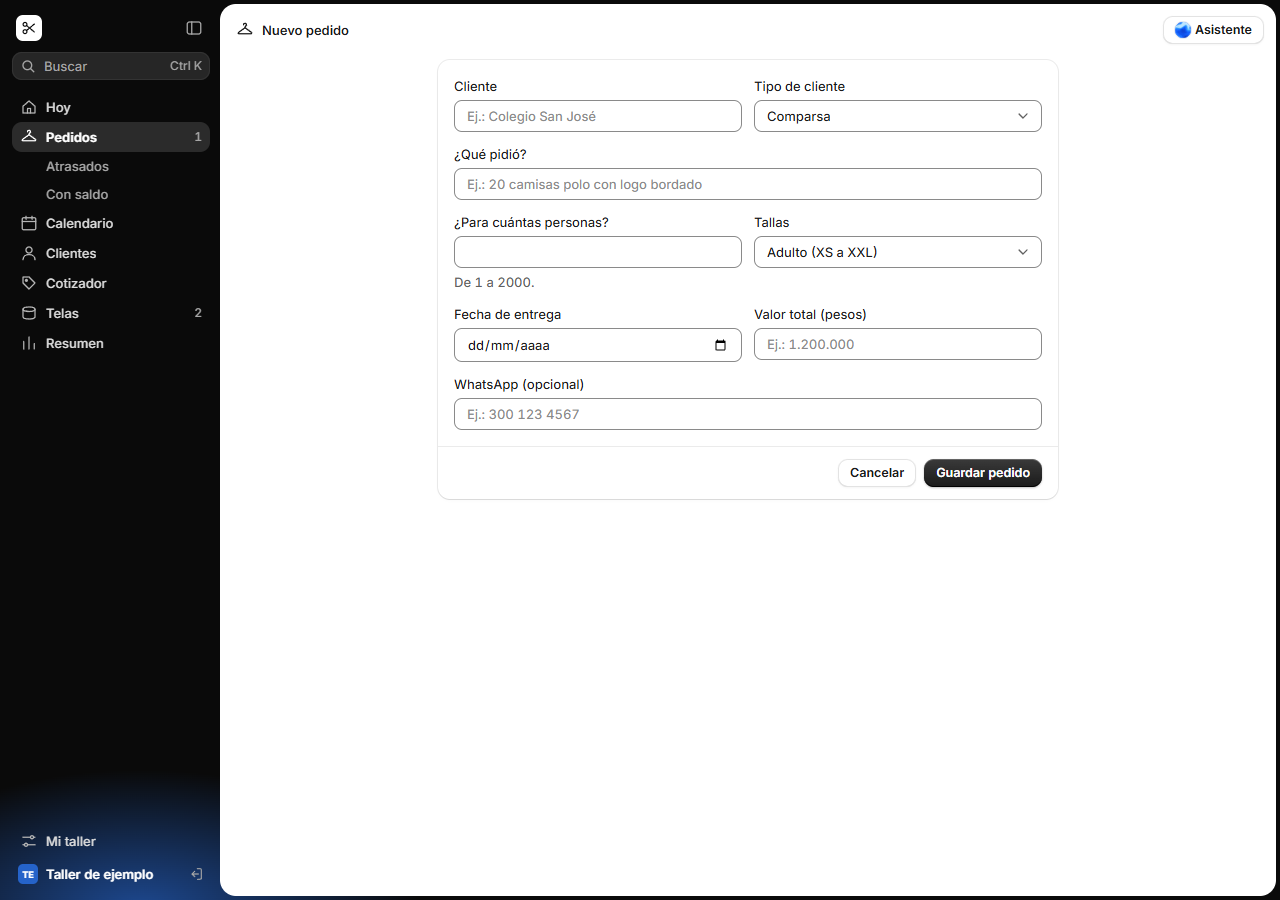 Buscar Ctrl K
Hoy
Pedidos 1
Atrasados
Con saldo
Calendario
Clientes
Cotizador
Telas 2
Resumen
Mi taller
TE Taller de ejemplo
Nuevo pedido
Asistente
Cliente Tipo de cliente
Ej.: Colegio San José Comparsa
¿Qué pidió?
Ej.: 20 camisas polo con logo bordado
¿Para cuántas personas? Tallas
Adulto (XS a XXL)
De 1 a 2000.
Fecha de entrega Valor total (pesos)
dd/mm/aaaa Ej.: 1.200.000
WhatsApp (opcional)
Ej.: 300 123 4567
Cancelar Guardar pedido